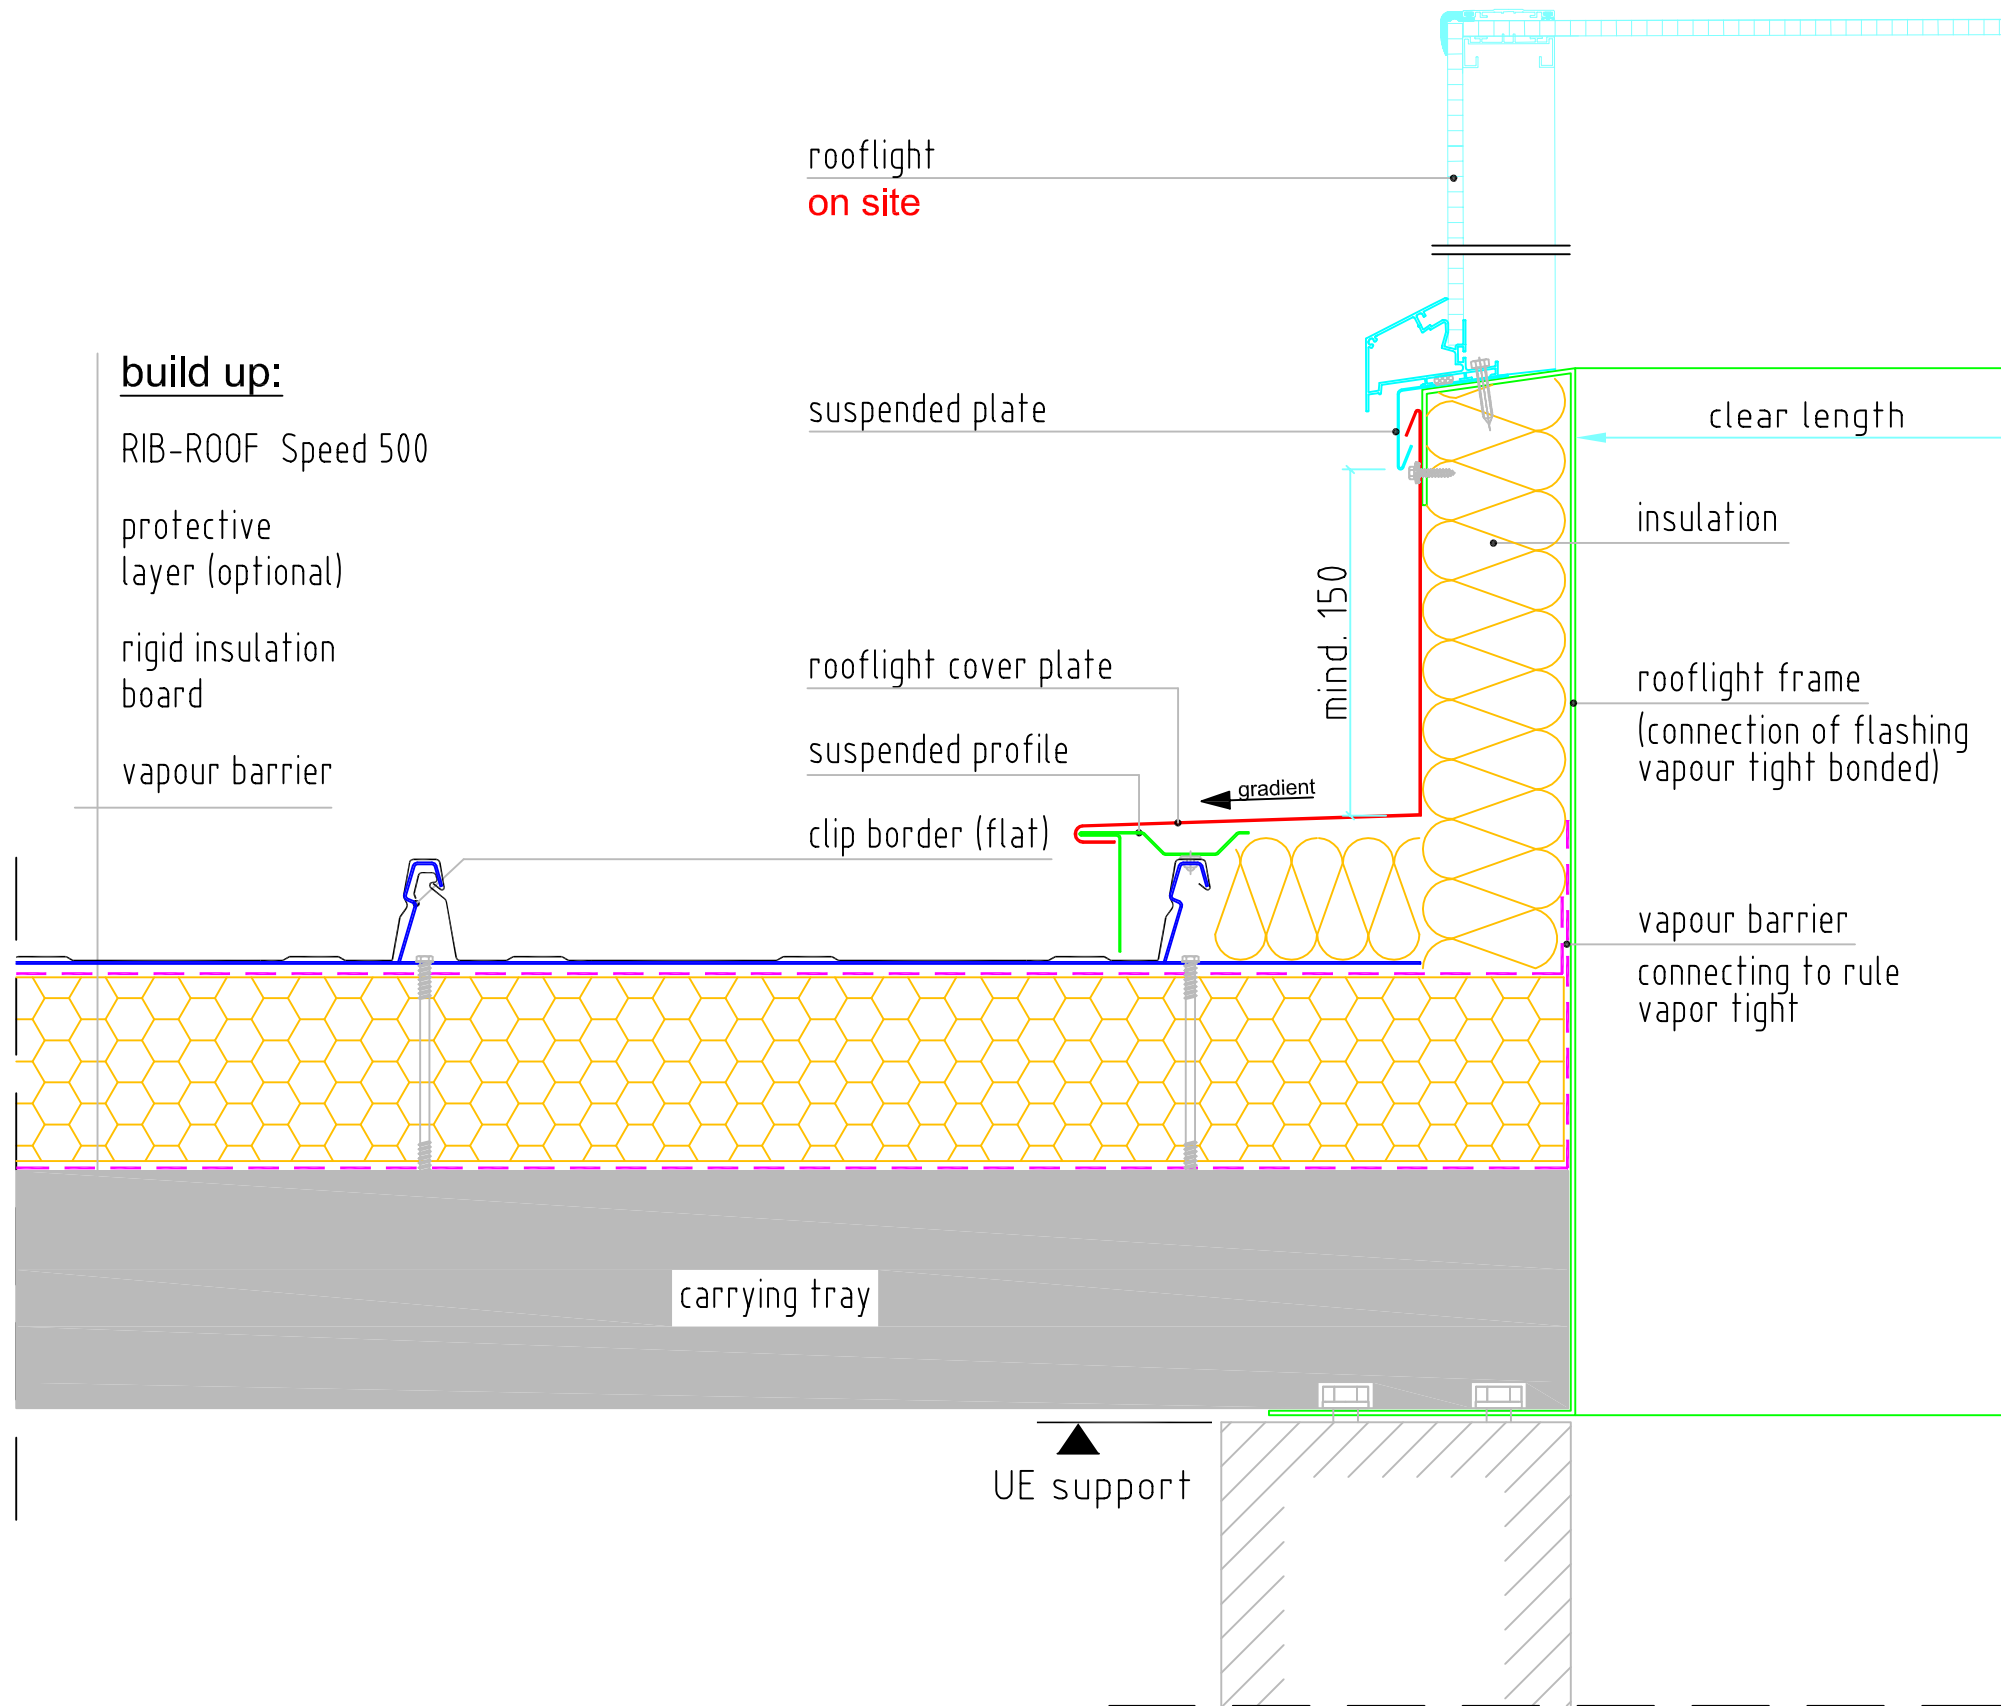 rooflight
on site
build up:
RIB-ROOF Speed 500
protective
layer (optional)
rigid insulation
board
vapour barrier
suspended plate
rooflight cover plate
suspended profile
clip border (flat)
gradient
mind. 150
clear length
insulation
rooflight frame
(connection of flashing
vapour tight bonded)
vapour barrier
connecting to rule
vapor tight
carrying tray
UE support